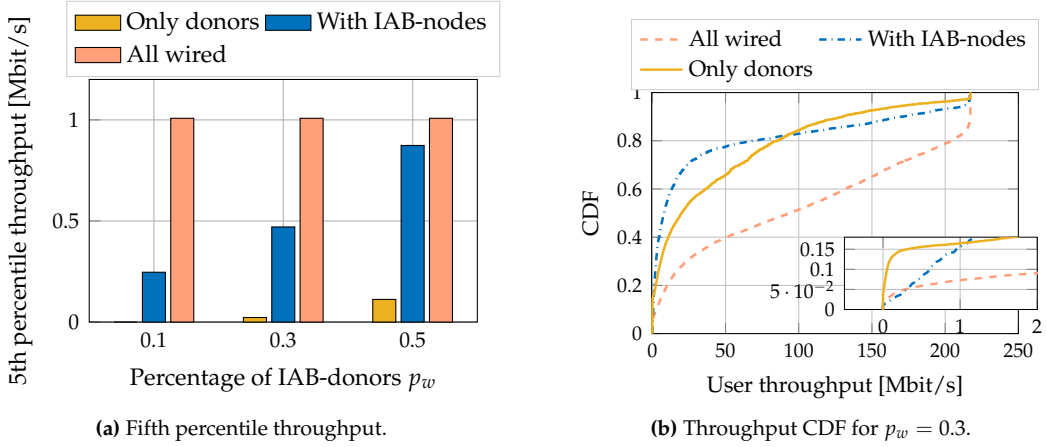 Only donors
With IAB-nodes
All wired
5th percentile throughput [Mbit/s]
1
0.5
0
0.1
0.3
0.5
Percentage of IAB-donors p_w
(a) Fifth percentile throughput.
All wired
With IAB-nodes
Only donors
CDF
1
0.8
0.6
0.4
0.2
0
0.15
0.1
5 · 10⁻²
0
0
1
2
0
50
100
150
200
250
User throughput [Mbit/s]
(b) Throughput CDF for p_w = 0.3.